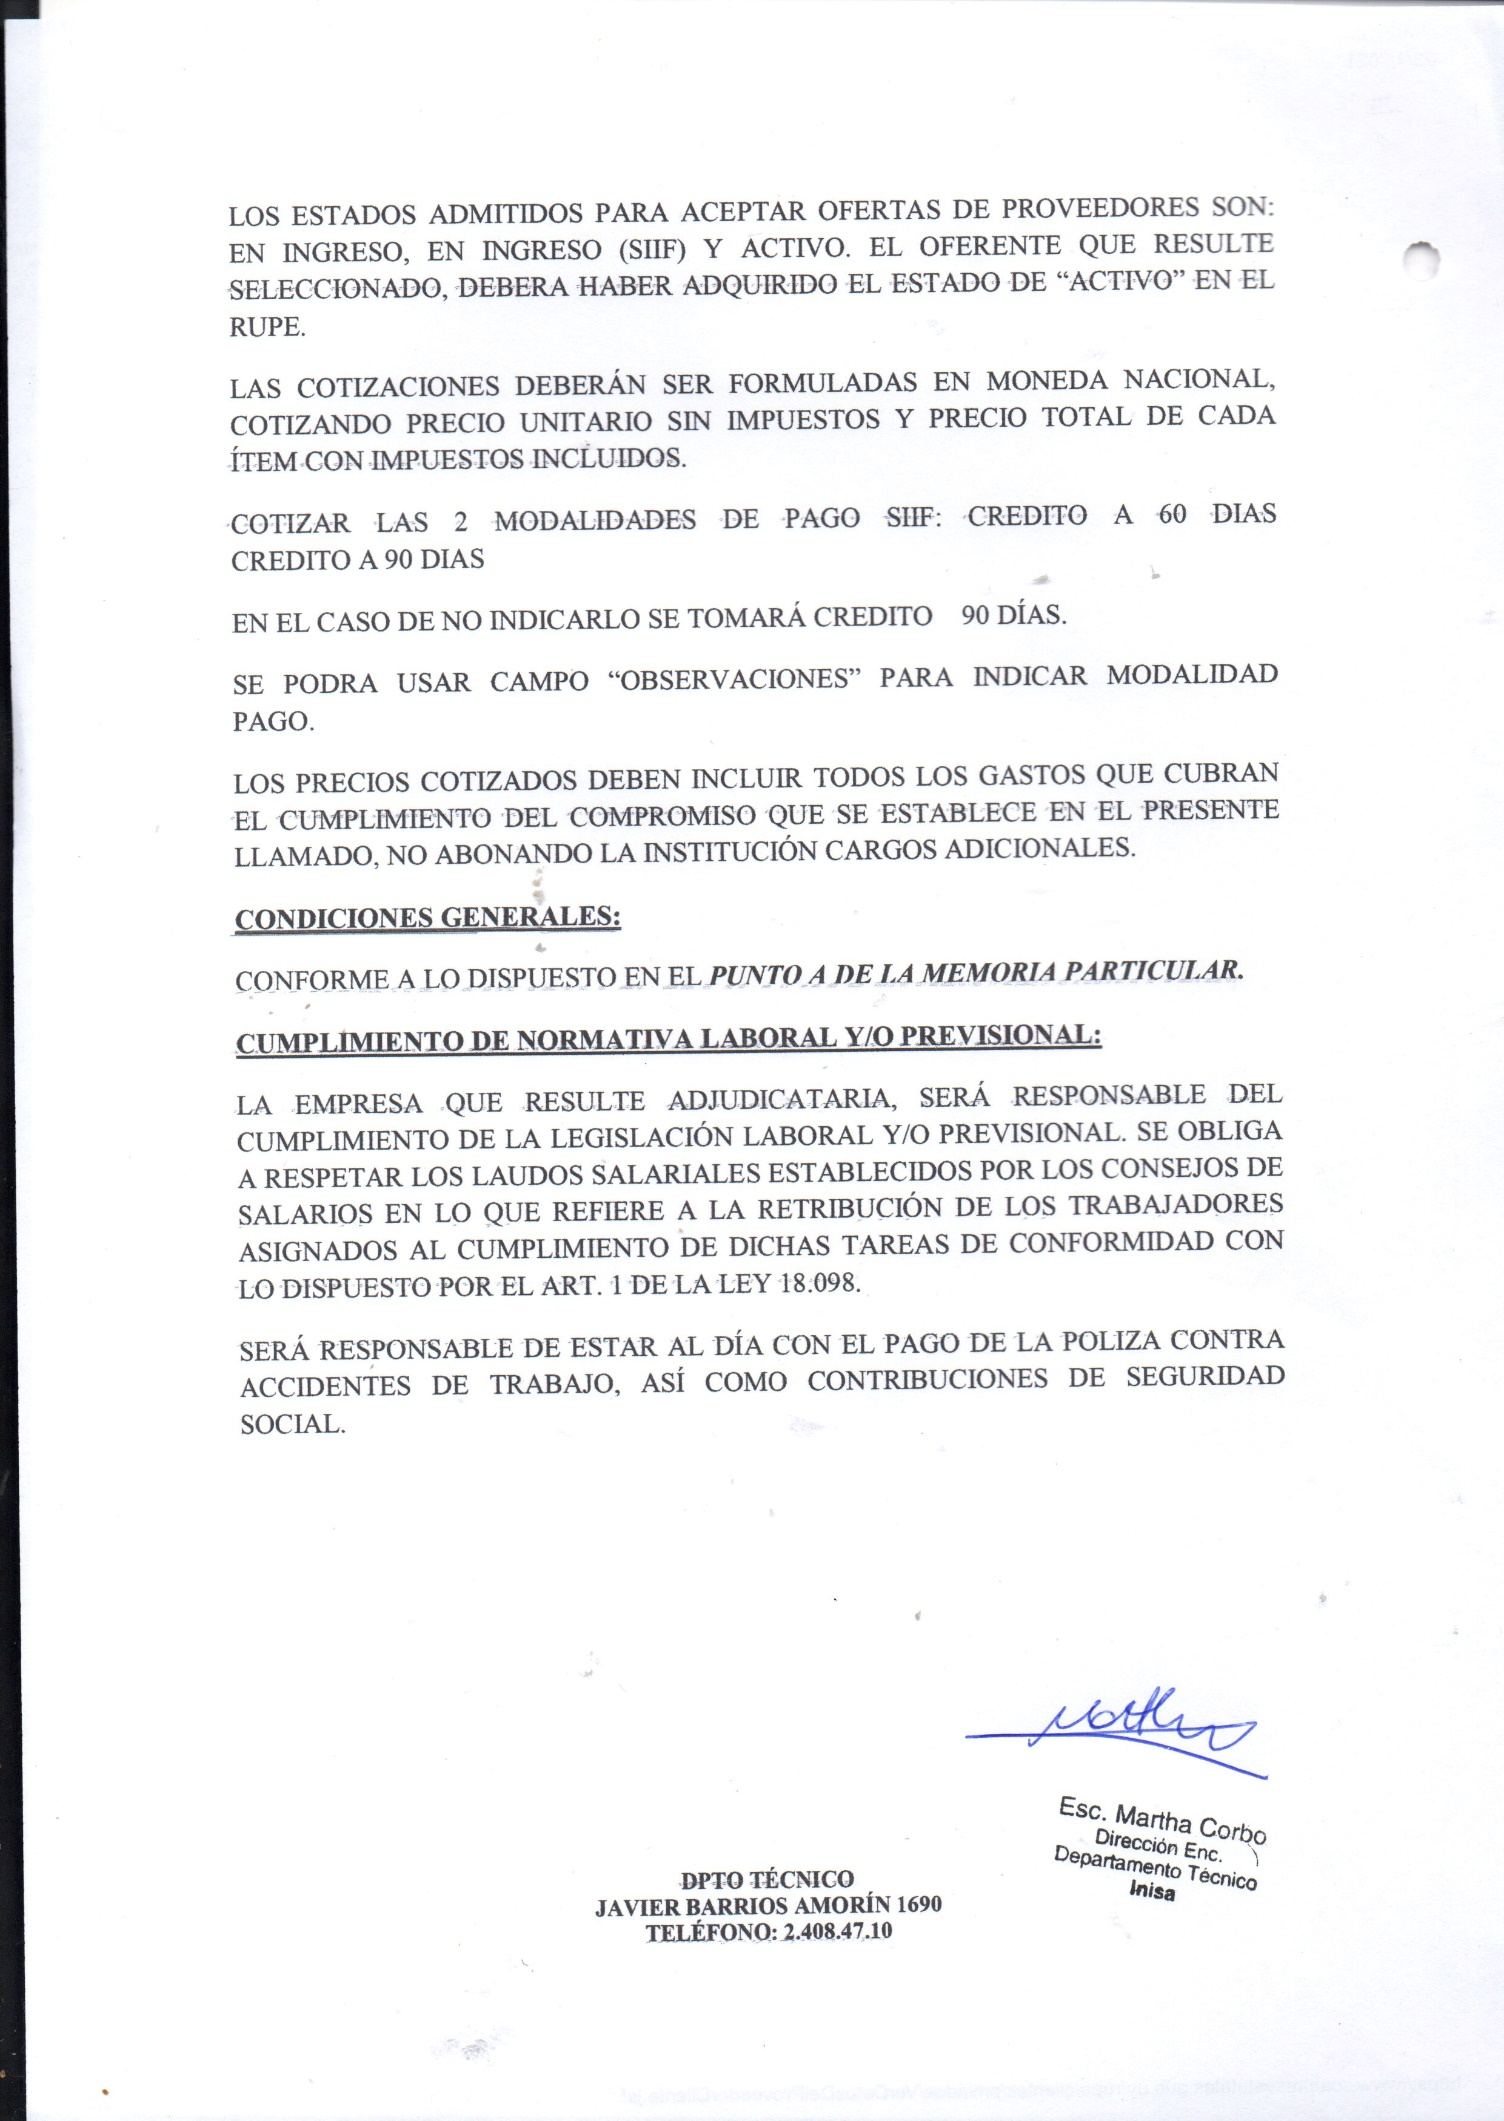 LOS ESTADOS ADMITIDOS PARA ACEPTAR OFERTAS DE PROVEEDORES SON:
EN INGRESO, EN INGRESO (SIIF) Y ACTIVO. EL OFERENTE QUE RESULTE
SELECCIONADO, DEBERA HABER ADQUIRIDO EL ESTADO DE “ACTIVO” EN EL
RUPE.
LAS COTIZACIONES DEBERÁN SER FORMULADAS EN MONEDA NACIONAL,
COTIZANDO PRECIO UNITARIO SIN IMPUESTOS Y PRECIO TOTAL DE CADA
ÍTEM CON IMPUESTOS INCLUIDOS.
COTIZAR LAS 2 MODALIDADES DE PAGO SIIF: CREDITO A 60 DIAS
CREDITO A 90 DIAS
EN EL CASO DE NO INDICARLO SE TOMARÁ CREDITO 90 DÍAS.
SE PODRA USAR CAMPO “OBSERVACIONES” PARA INDICAR MODALIDAD
PAGO.
LOS PRECIOS COTIZADOS DEBEN INCLUIR TODOS LOS GASTOS QUE CUBRAN
EL CUMPLIMIENTO DEL COMPROMISO QUE SE ESTABLECE EN EL PRESENTE
LLAMADO, NO ABONANDO LA INSTITUCIÓN CARGOS ADICIONALES.
CONDICIONES GENERALES:
CONFORME A LO DISPUESTO EN EL PUNTO A DE LA MEMORIA PARTICULAR.
CUMPLIMIENTO DE NORMATIVA LABORAL Y/O PREVISIONAL:
LA EMPRESA QUE RESULTE ADJUDICATARIA, SERÁ RESPONSABLE DEL
CUMPLIMIENTO DE LA LEGISLACIÓN LABORAL Y/O PREVISIONAL. SE OBLIGA
A RESPETAR LOS LAUDOS SALARIALES ESTABLECIDOS POR LOS CONSEJOS DE
SALARIOS EN LO QUE REFIERE A LA RETRIBUCIÓN DE LOS TRABAJADORES
ASIGNADOS AL CUMPLIMIENTO DE DICHAS TAREAS DE CONFORMIDAD CON
LO DISPUESTO POR EL ART. 1 DE LA LEY 18.098.
SERÁ RESPONSABLE DE ESTAR AL DÍA CON EL PAGO DE LA POLIZA CONTRA
ACCIDENTES DE TRABAJO, ASÍ COMO CONTRIBUCIONES DE SEGURIDAD
SOCIAL.
Esc. Martha Corbo
Dirección Enc.
Departamento Técnico
Inisa
DPTO TÉCNICO
JAVIER BARRIOS AMORÍN 1690
TELÉFONO: 2.408.47.10